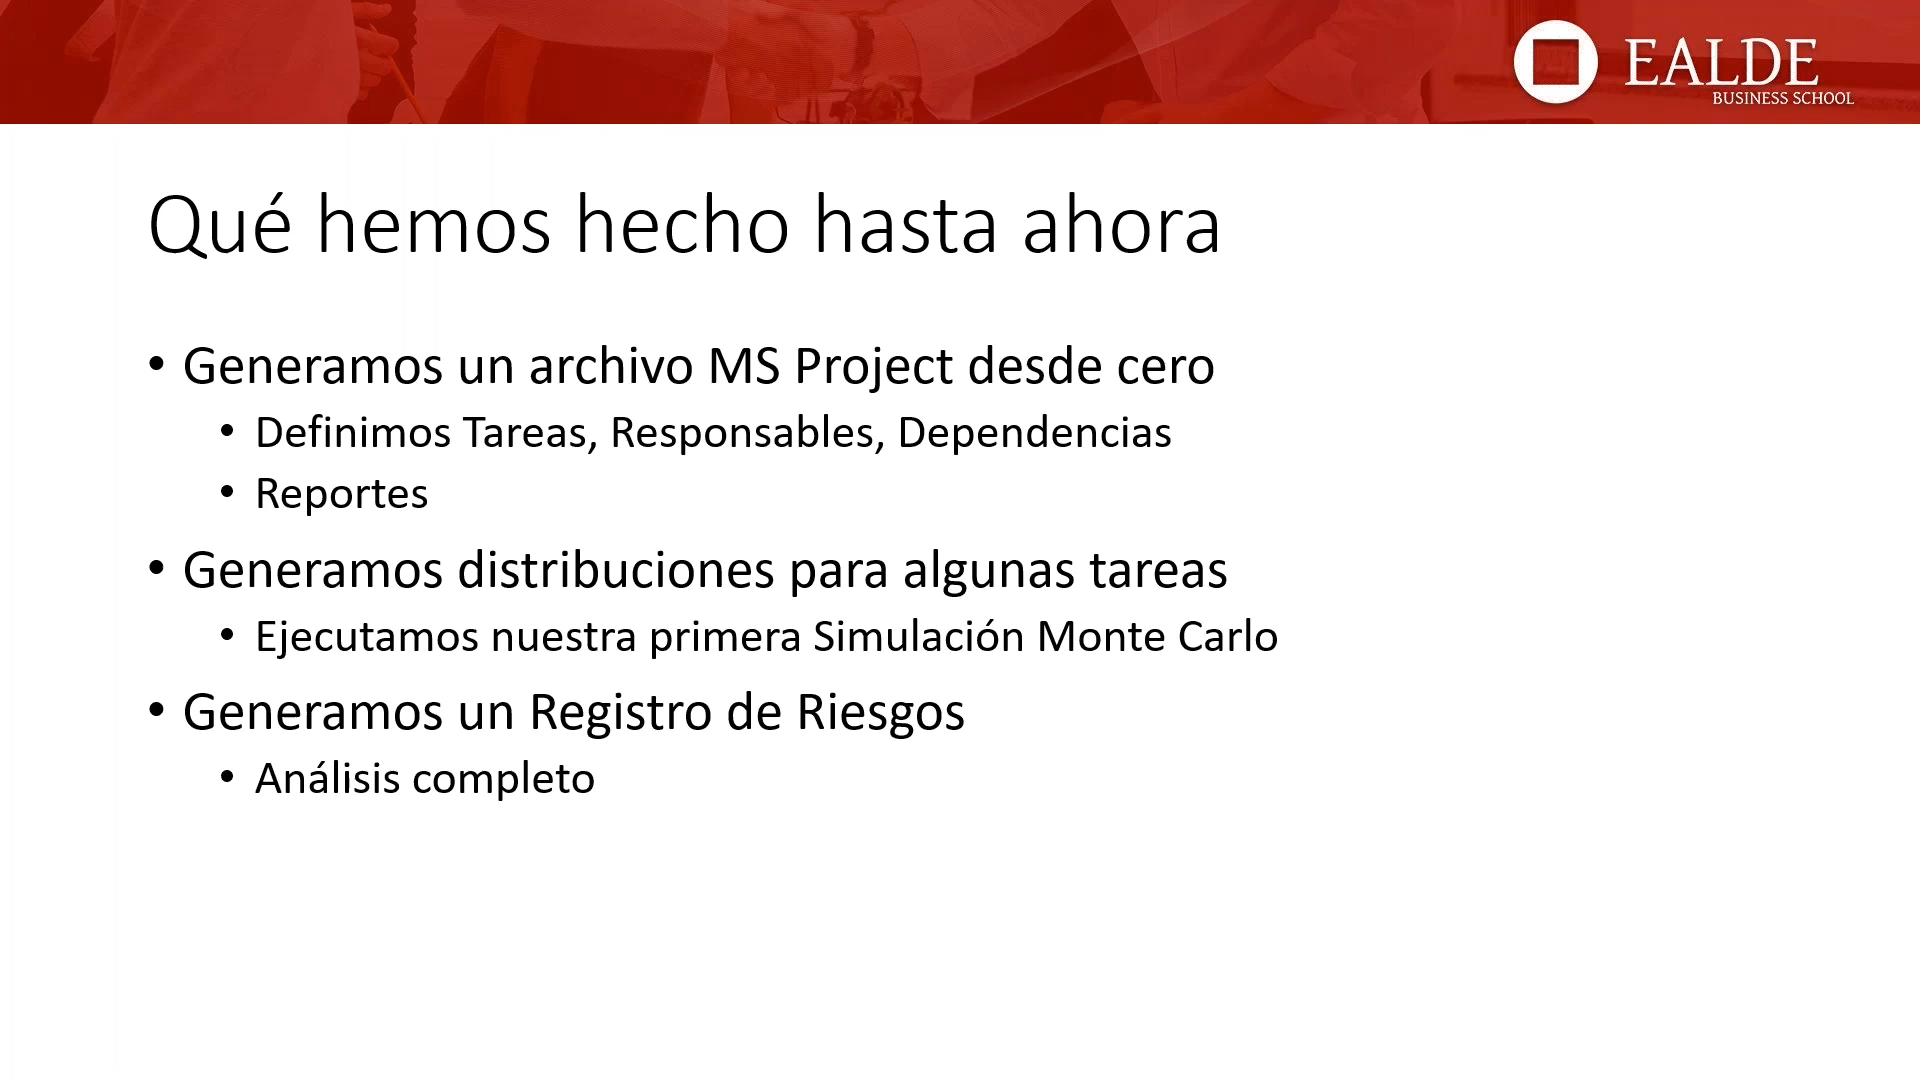 EALDE
BUSINESS SCHOOL
Qué hemos hecho hasta ahora
• Generamos un archivo MS Project desde cero
• Definimos Tareas, Responsables, Dependencias
• Reportes
• Generamos distribuciones para algunas tareas
• Ejecutamos nuestra primera Simulación Monte Carlo
• Generamos un Registro de Riesgos
• Análisis completo